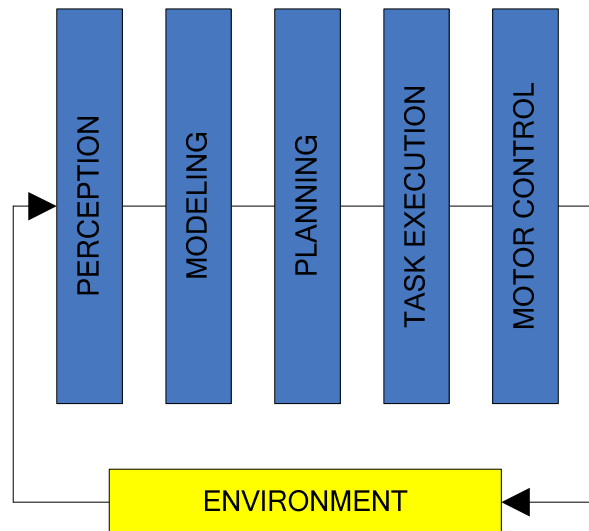 PERCEPTION
MODELING
PLANNING
TASK EXECUTION
MOTOR CONTROL
ENVIRONMENT